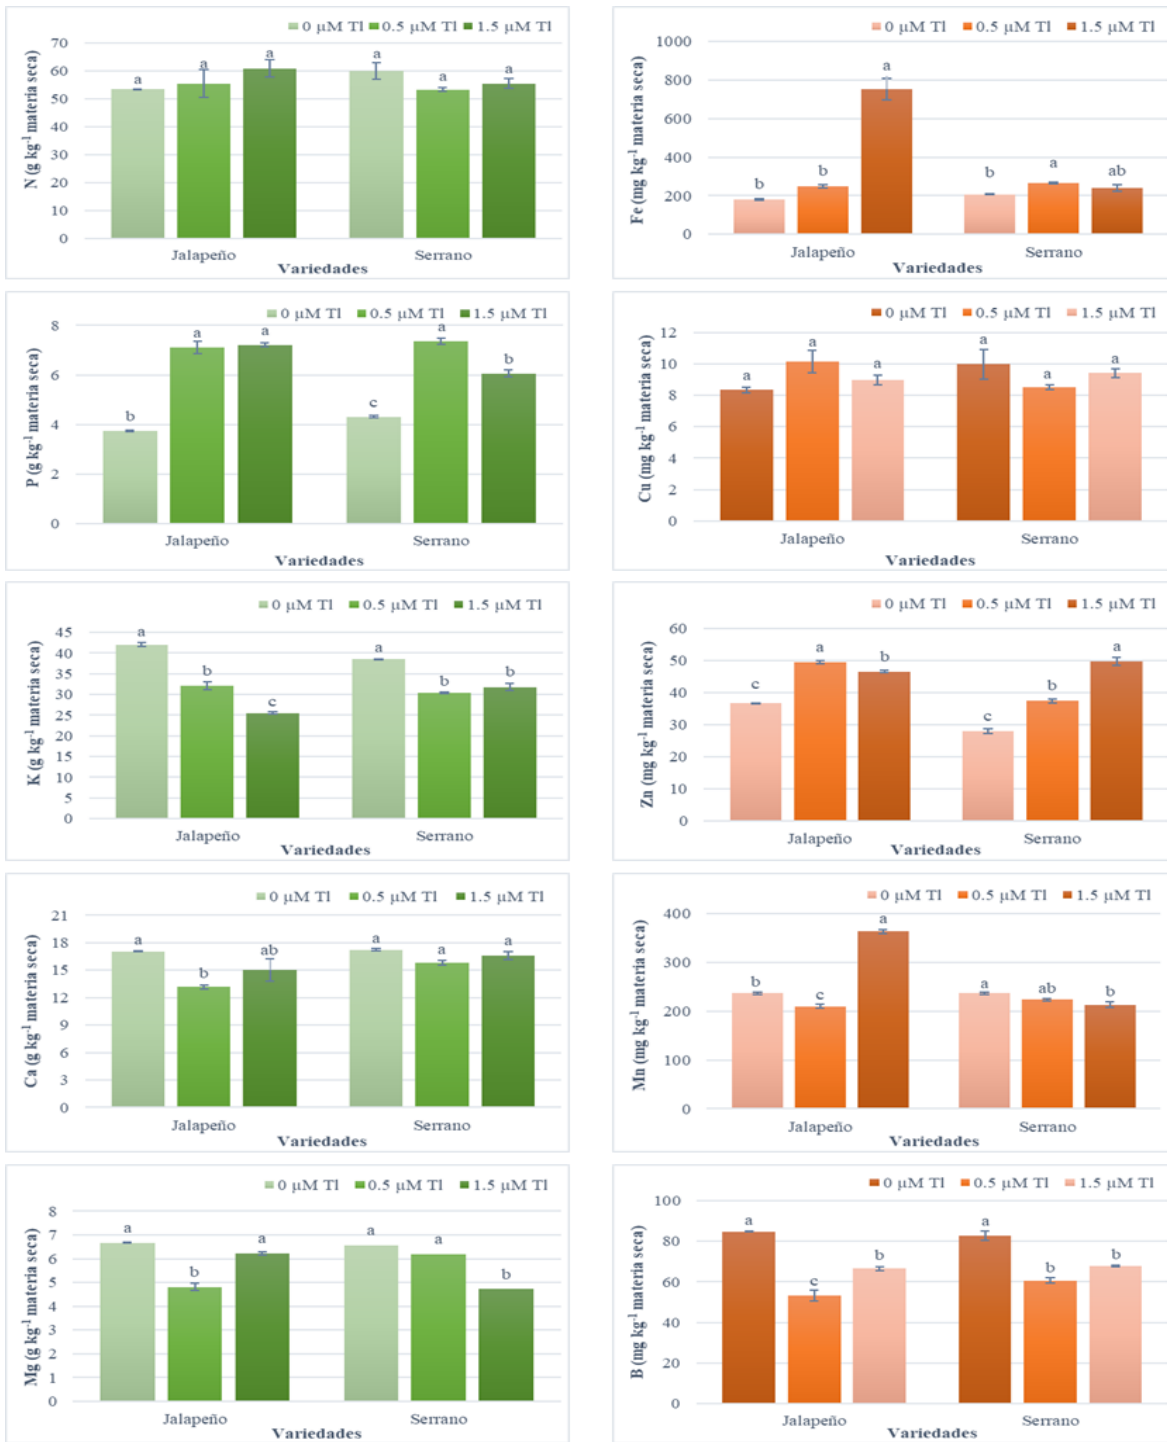 0 µM Tl 0.5 µM Tl 1.5 µM Tl
N (g kg⁻¹ materia seca)
70
60
50
40
30
20
10
0
a a a a a a
Jalapeño Serrano
Variedades
0 µM Tl 0.5 µM Tl 1.5 µM Tl
Fe (mg kg⁻¹ materia seca)
1000
800
600
400
200
0
b b a b a ab
Jalapeño Serrano
Variedades
0 µM Tl 0.5 µM Tl 1.5 µM Tl
P (g kg⁻¹ materia seca)
8
6
4
2
0
b a a c a b
Jalapeño Serrano
Variedades
0 µM Tl 0.5 µM Tl 1.5 µM Tl
Cu (mg kg⁻¹ materia seca)
12
10
8
6
4
2
0
a a a a a a
Jalapeño Serrano
Variedades
0 µM Tl 0.5 µM Tl 1.5 µM Tl
K (g kg⁻¹ materia seca)
45
40
35
30
25
20
15
10
5
0
a b c a b b
Jalapeño Serrano
Variedades
0 µM Tl 0.5 µM Tl 1.5 µM Tl
Zn (mg kg⁻¹ materia seca)
60
50
40
30
20
10
0
c a b c b a
Jalapeño Serrano
Variedades
0 µM Tl 0.5 µM Tl 1.5 µM Tl
Ca (g kg⁻¹ materia seca)
21
18
15
12
9
6
3
0
a b ab a a a
Jalapeño Serrano
Variedades
0 µM Tl 0.5 µM Tl 1.5 µM Tl
Mn (mg kg⁻¹ materia seca)
400
300
200
100
0
b c a a ab b
Jalapeño Serrano
Variedades
0 µM Tl 0.5 µM Tl 1.5 µM Tl
Mg (g kg⁻¹ materia seca)
8
7
6
5
4
3
2
1
0
a b a a a b
Jalapeño Serrano
Variedades
0 µM Tl 0.5 µM Tl 1.5 µM Tl
B (mg kg⁻¹ materia seca)
100
80
60
40
20
0
a c b a b b
Jalapeño Serrano
Variedades